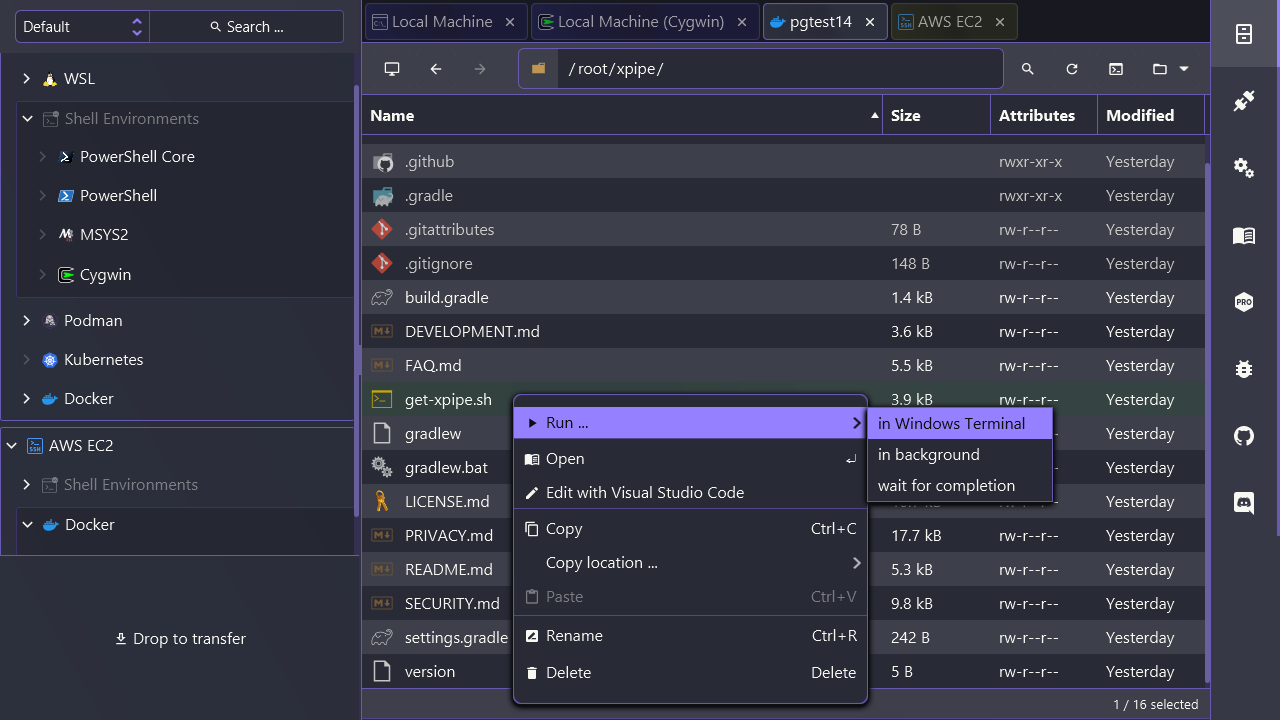 Default
Search ...
WSL
Shell Environments
PowerShell Core
PowerShell
MSYS2
Cygwin
Podman
Kubernetes
Docker
AWS EC2
Shell Environments
Docker
Drop to transfer
Local Machine
Local Machine (Cygwin)
pgtest14
AWS EC2
/root/xpipe/
Name Size Attributes Modified
.github rwxr-xr-x Yesterday
.gradle rwxr-xr-x Yesterday
.gitattributes 78 B rw-r--r-- Yesterday
.gitignore 148 B rw-r--r-- Yesterday
build.gradle 1.4 kB rw-r--r-- Yesterday
DEVELOPMENT.md 3.6 kB rw-r--r-- Yesterday
FAQ.md 5.5 kB rw-r--r-- Yesterday
get-xpipe.sh 3.9 kB rw-r--r-- Yesterday
gradlew Yesterday
gradlew.bat Yesterday
LICENSE.md Yesterday
PRIVACY.md 17.7 kB rw-r--r-- Yesterday
README.md 5.3 kB rw-r--r-- Yesterday
SECURITY.md 9.8 kB rw-r--r-- Yesterday
settings.gradle 242 B rw-r--r-- Yesterday
version 5 B rw-r--r-- Yesterday
Run ...
Open
Edit with Visual Studio Code
Copy Ctrl+C
Copy location ...
Paste Ctrl+V
Rename Ctrl+R
Delete Delete
in Windows Terminal
in background
wait for completion
1 / 16 selected
PRO